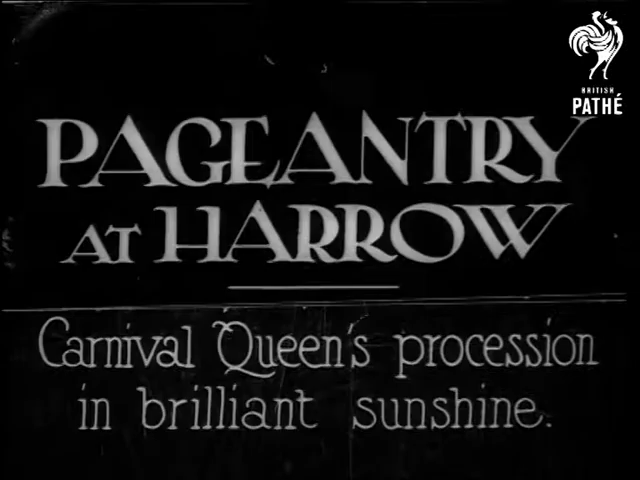 BRITISH
PATHÉ
PAGEANTRY
AT HARROW
Carnival Queen's procession
in brilliant sunshine.